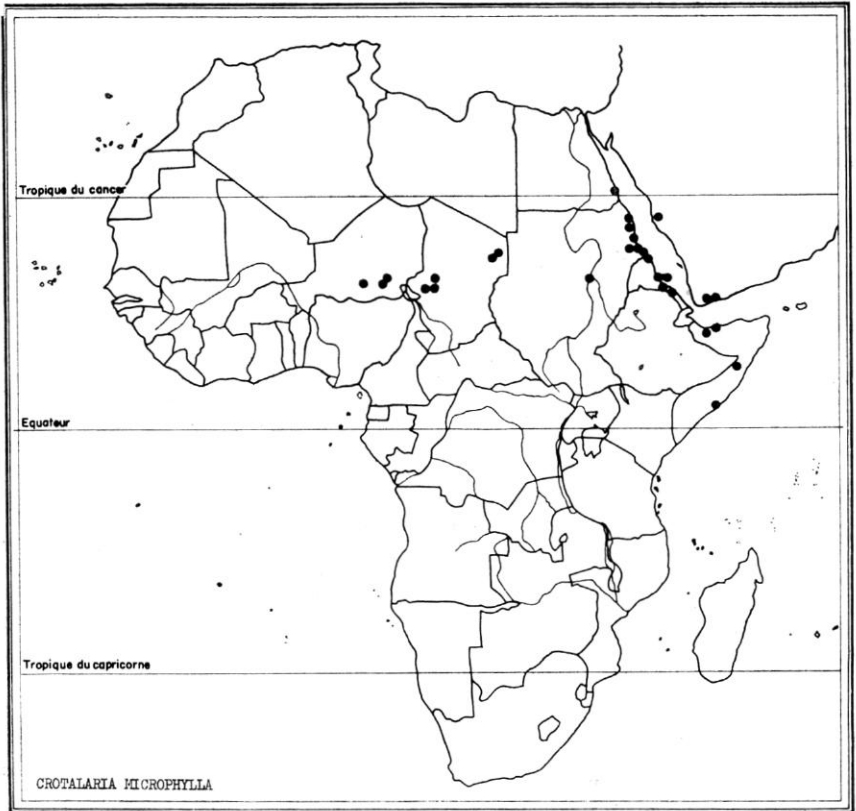 Tropique du cancer
Equateur
Tropique du capricorne
CROTALARIA MICROPHYLLA